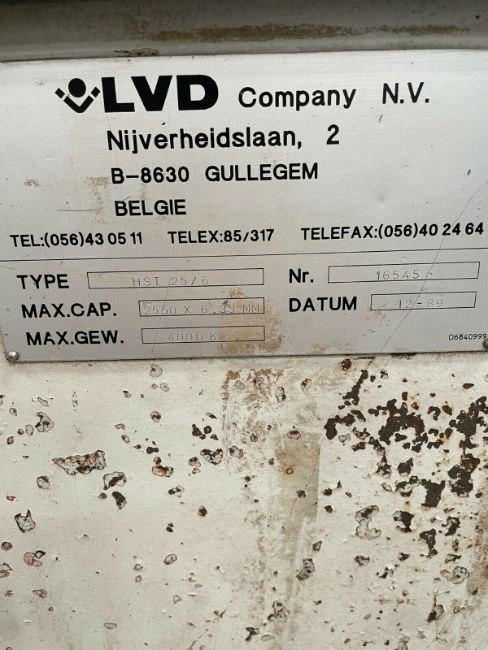 LVD Company N.V.
Nijverheidslaan, 2
B-8630 GULLEGEM
BELGIE
TEL:(056)43 05 11 TELEX:85/317 TELEFAX:(056)40 24 64
TYPE HST 25/6 Nr. 16545
MAX.CAP. 2550 X 6.35 MM DATUM 12-89
MAX.GEW. 4000 KG
D6840999